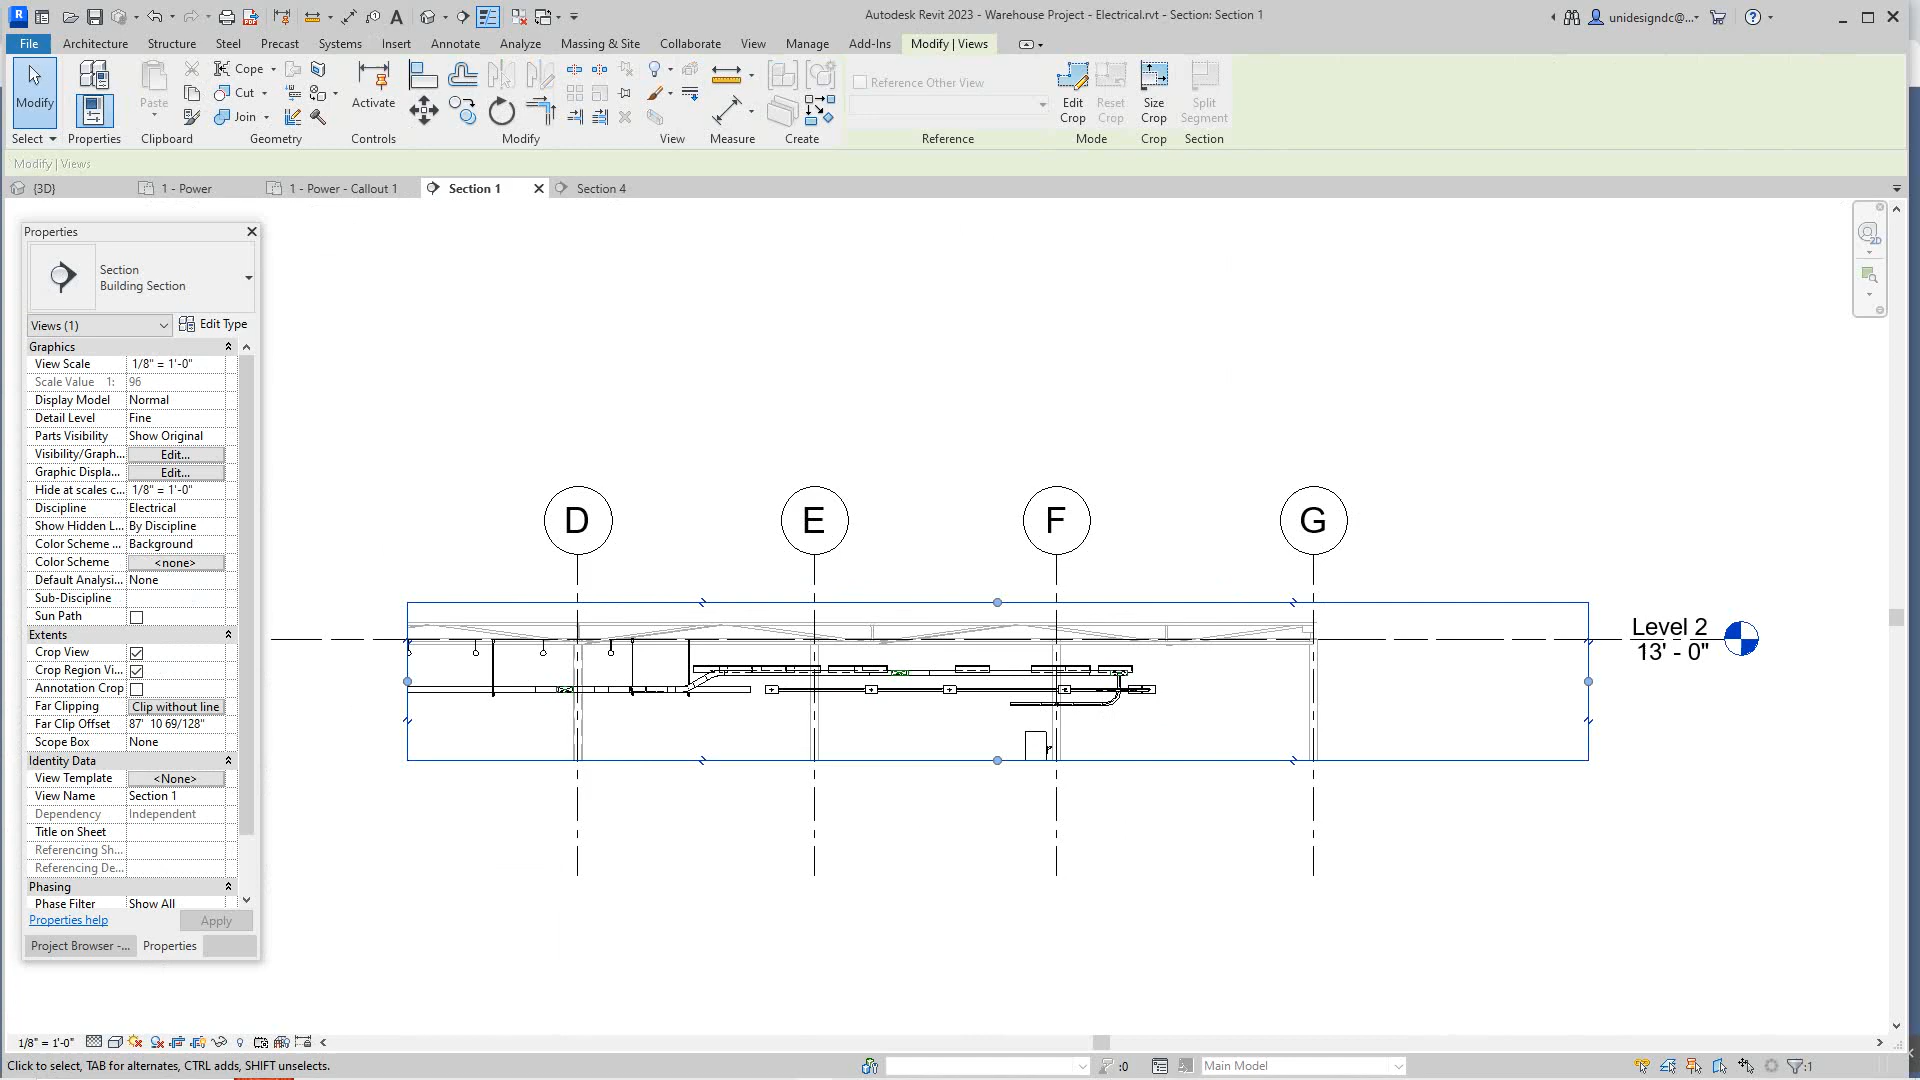 Autodesk Revit 2023 - Warehouse Project - Electrical.rvt - Section: Section 1
unidesigndc@...
File Architecture Structure Steel Precast Systems Insert Annotate Analyze Massing & Site Collaborate View Manage Add-Ins Modify | Views
Modify
Paste
Cope
Cut
Join
Activate
Reference Other View
Edit Crop
Reset Crop
Size Crop
Split Segment
Select Properties Clipboard Geometry Controls Modify View Measure Create Reference Mode Crop Section
Modify | Views
{3D} 1 - Power 1 - Power - Callout 1 Section 1 Section 4
Properties
Section
Building Section
Views (1) Edit Type
Graphics
View Scale 1/8" = 1'-0"
Scale Value 1: 96
Display Model Normal
Detail Level Fine
Parts Visibility Show Original
Visibility/Graph... Edit...
Graphic Displa... Edit...
Hide at scales c... 1/8" = 1'-0"
Discipline Electrical
Show Hidden L... By Discipline
Color Scheme ... Background
Color Scheme <none>
Default Analysi... None
Sub-Discipline
Sun Path
Extents
Crop View
Crop Region Vi...
Annotation Crop
Far Clipping Clip without line
Far Clip Offset 87' 10 69/128"
Scope Box None
Identity Data
View Template <None>
View Name Section 1
Dependency Independent
Title on Sheet
Referencing Sh...
Referencing De...
Phasing
Phase Filter Show All
Properties help Apply
Project Browser -... Properties
D E F G
Level 2
13' - 0"
2D
1/8" = 1'-0"
Click to select, TAB for alternates, CTRL adds, SHIFT unselects.
:0
Main Model
:1